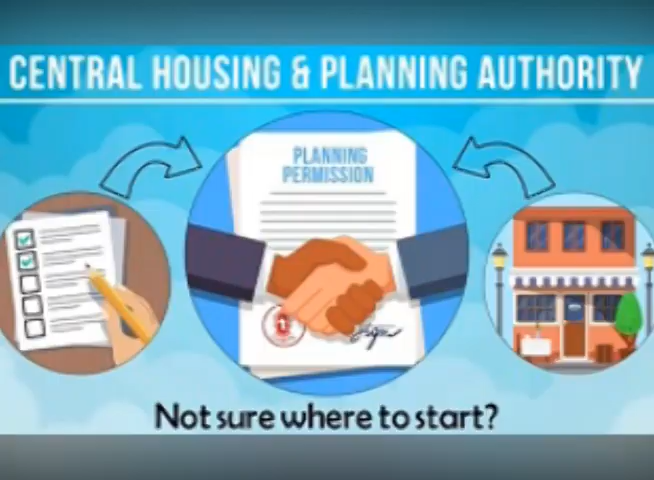 CENTRAL HOUSING & PLANNING AUTHORITY
PLANNING
PERMISSION
Not sure where to start?